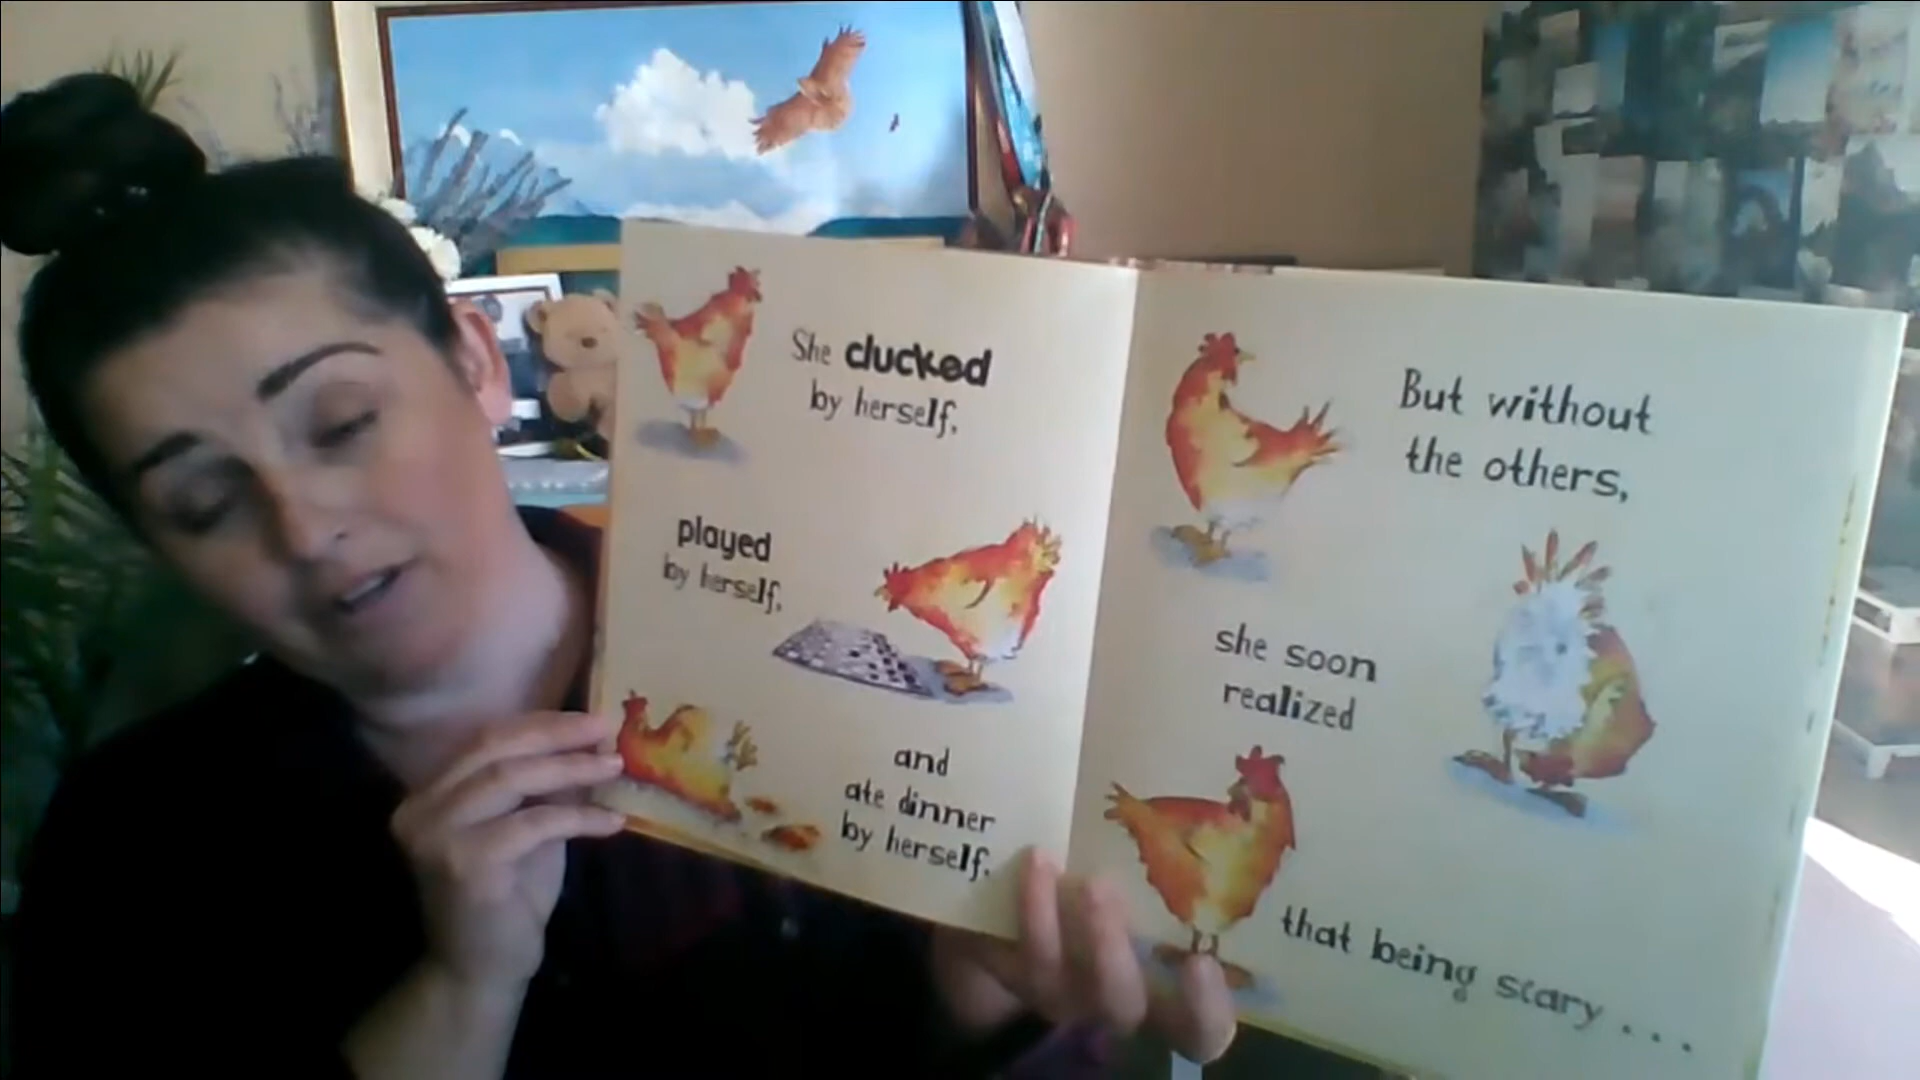 She clucked
by herself,
played
by herself,
and
ate dinner
by herself.
But without
the others,
she soon
realized
that being scary . . .